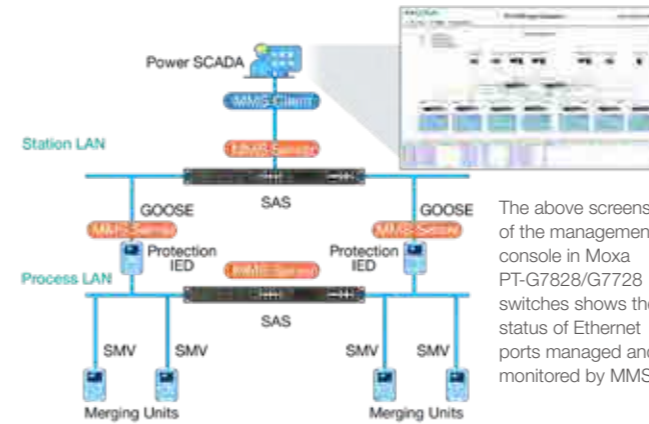 Power SCADA
MMS Client
Station LAN
MMS Server
SAS
GOOSE
GOOSE
MMS Server
MMS Server
Protection
IED
Protection
IED
Process LAN
MMS Server
SAS
SMV
SMV
SMV
SMV
Merging Units
Merging Units
The above screens
of the managemen
console in Moxa
PT-G7828/G7728
switches shows the
status of Ethernet
ports managed and
monitored by MMS